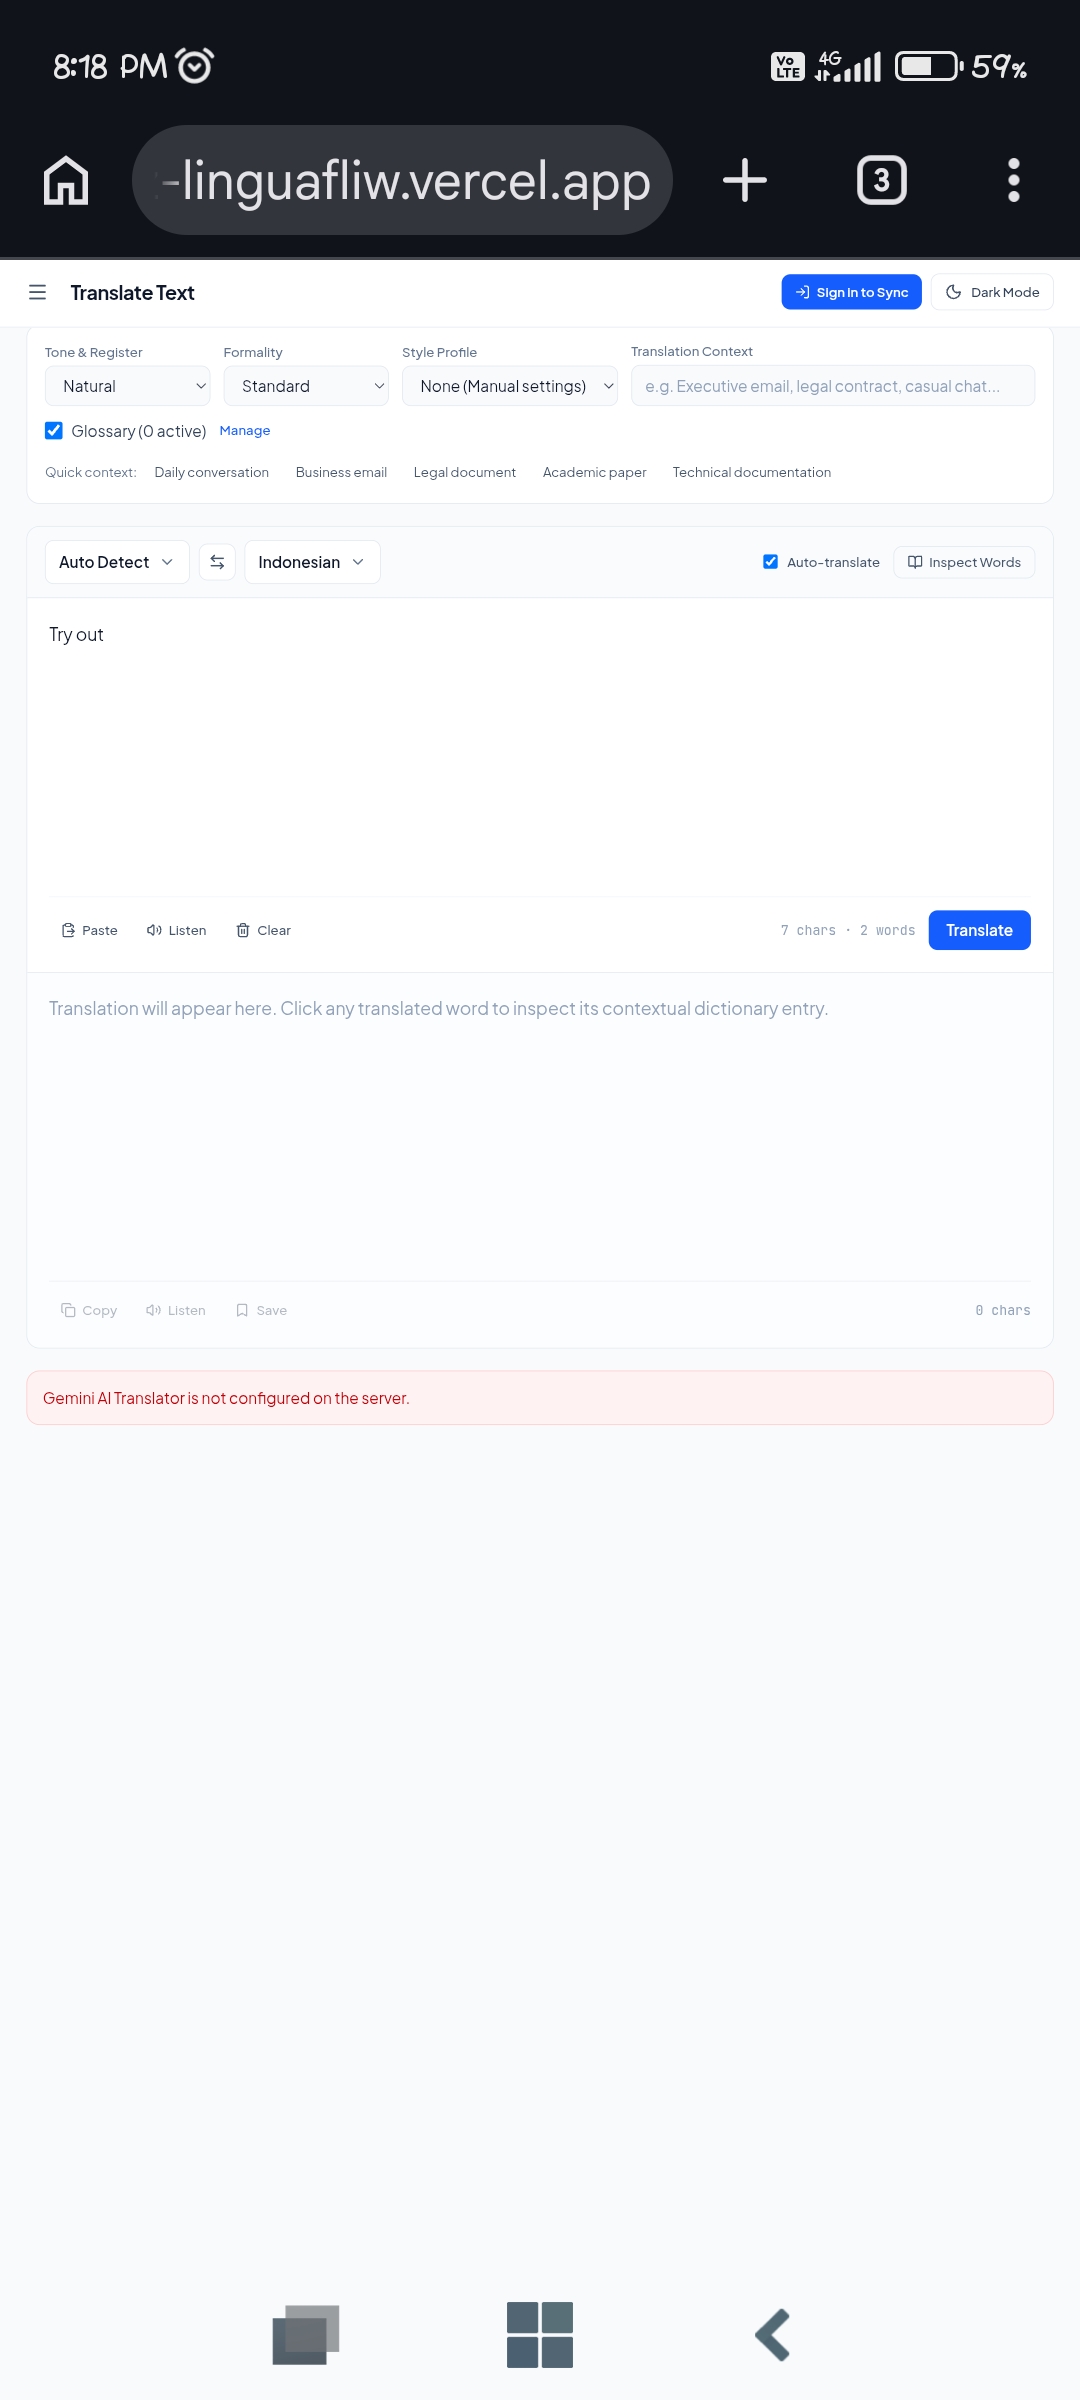 8:18 PM
Vo LTE 4G 59%
-linguafliw.vercel.app
3
Translate Text
Sign in to Sync
Dark Mode
Tone & Register
Formality
Style Profile
Translation Context
Natural
Standard
None (Manual settings)
e.g. Executive email, legal contract, casual chat...
Glossary (0 active) Manage
Quick context: Daily conversation Business email Legal document Academic paper Technical documentation
Auto Detect
Indonesian
Auto-translate
Inspect Words
Try out
Paste
Listen
Clear
7 chars · 2 words
Translate
Translation will appear here. Click any translated word to inspect its contextual dictionary entry.
Copy
Listen
Save
0 chars
Gemini AI Translator is not configured on the server.